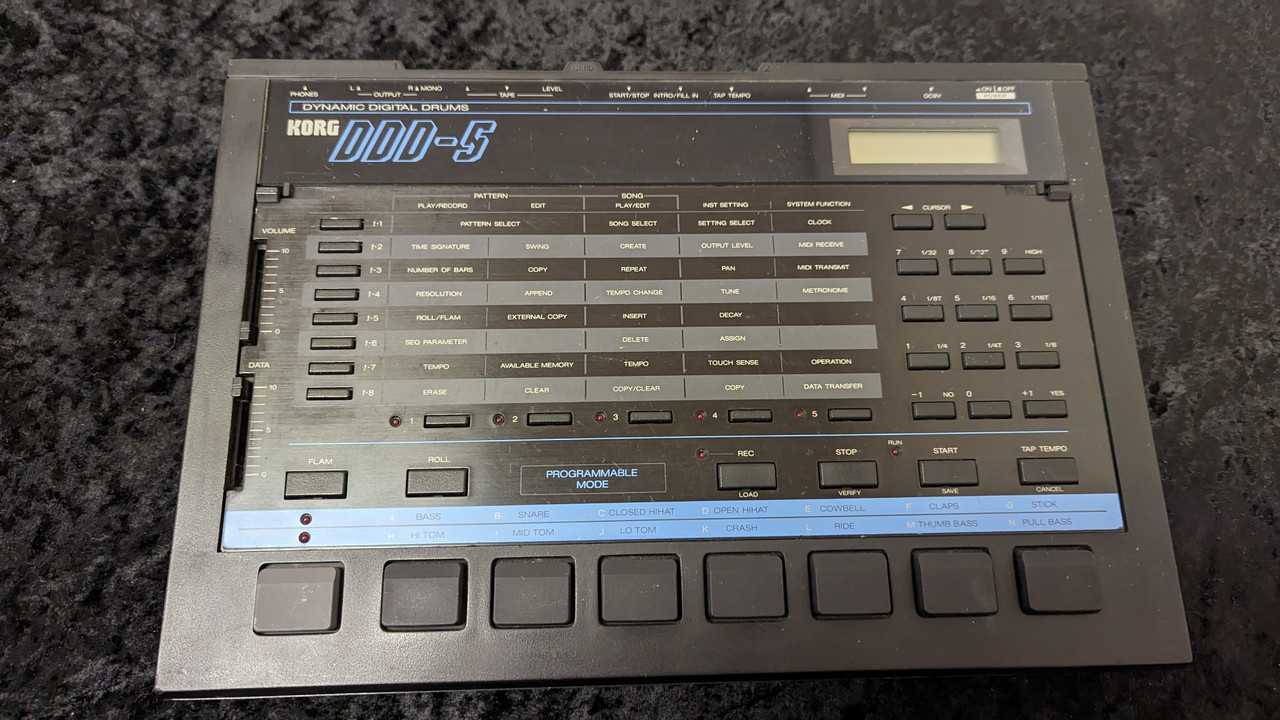 PHONES L OUTPUT R MONO TAPE LEVEL START/STOP INTRO/FILL IN TAP TEMPO MIDI DC9V ON OFF POWER
DYNAMIC DIGITAL DRUMS
KORG DDD-5
PATTERN SONG
PLAY/RECORD EDIT PLAY/EDIT INST SETTING SYSTEM FUNCTION
f-1 PATTERN SELECT SONG SELECT SETTING SELECT CLOCK
f-2 TIME SIGNATURE SWING CREATE OUTPUT LEVEL MIDI RECEIVE
f-3 NUMBER OF BARS COPY REPEAT PAN MIDI TRANSMIT
f-4 RESOLUTION APPEND TEMPO CHANGE TUNE METRONOME
f-5 ROLL/FLAM EXTERNAL COPY INSERT DECAY
f-6 SEQ PARAMETER DELETE ASSIGN
f-7 TEMPO AVAILABLE MEMORY TEMPO TOUCH SENSE OPERATION
f-8 ERASE CLEAR COPY/CLEAR COPY DATA TRANSFER
1 2 3 4 5
VOLUME
10
5
0
DATA
10
5
0
CURSOR
7 1/32 8 9 HIGH
4 1/8T 5 1/16 6 1/16T
1 1/4 2 1/4T 3 1/8
-1 NO 0 +1 YES
FLAM ROLL PROGRAMMABLE
MODE
REC STOP RUN START TAP TEMPO
LOAD VERIFY SAVE CANCEL
A BASS B SNARE C CLOSED HIHAT D OPEN HIHAT E COWBELL F CLAPS G STICK
H HI TOM MID TOM J LO TOM K CRASH L RIDE M THUMB BASS N PULL BASS